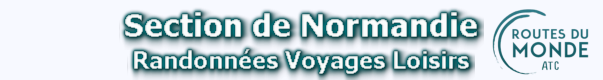 Section de Normandie
Randonnées Voyages Loisirs
ROUTES DU
MONDE
ATC